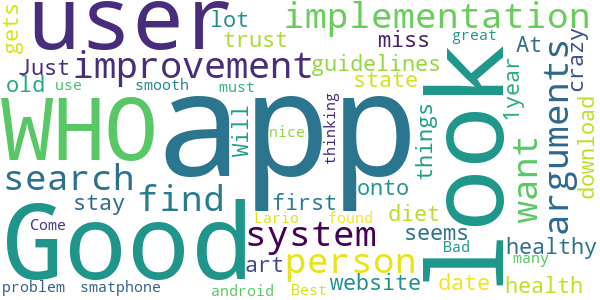 gets
user
lot
implementation
trust
miss
great
At
crazy
Just
improvement
guidelines
state
1year
arguments
old
use
smooth
must
WHO
app
look
Will
nice
thinking
things
want
download
search
find
stay
first
onto
Good
Come
Lario
found
diet
seems
healthy
system
Bad
art
person
website
date
many
health
problem
smatphone
android
Best